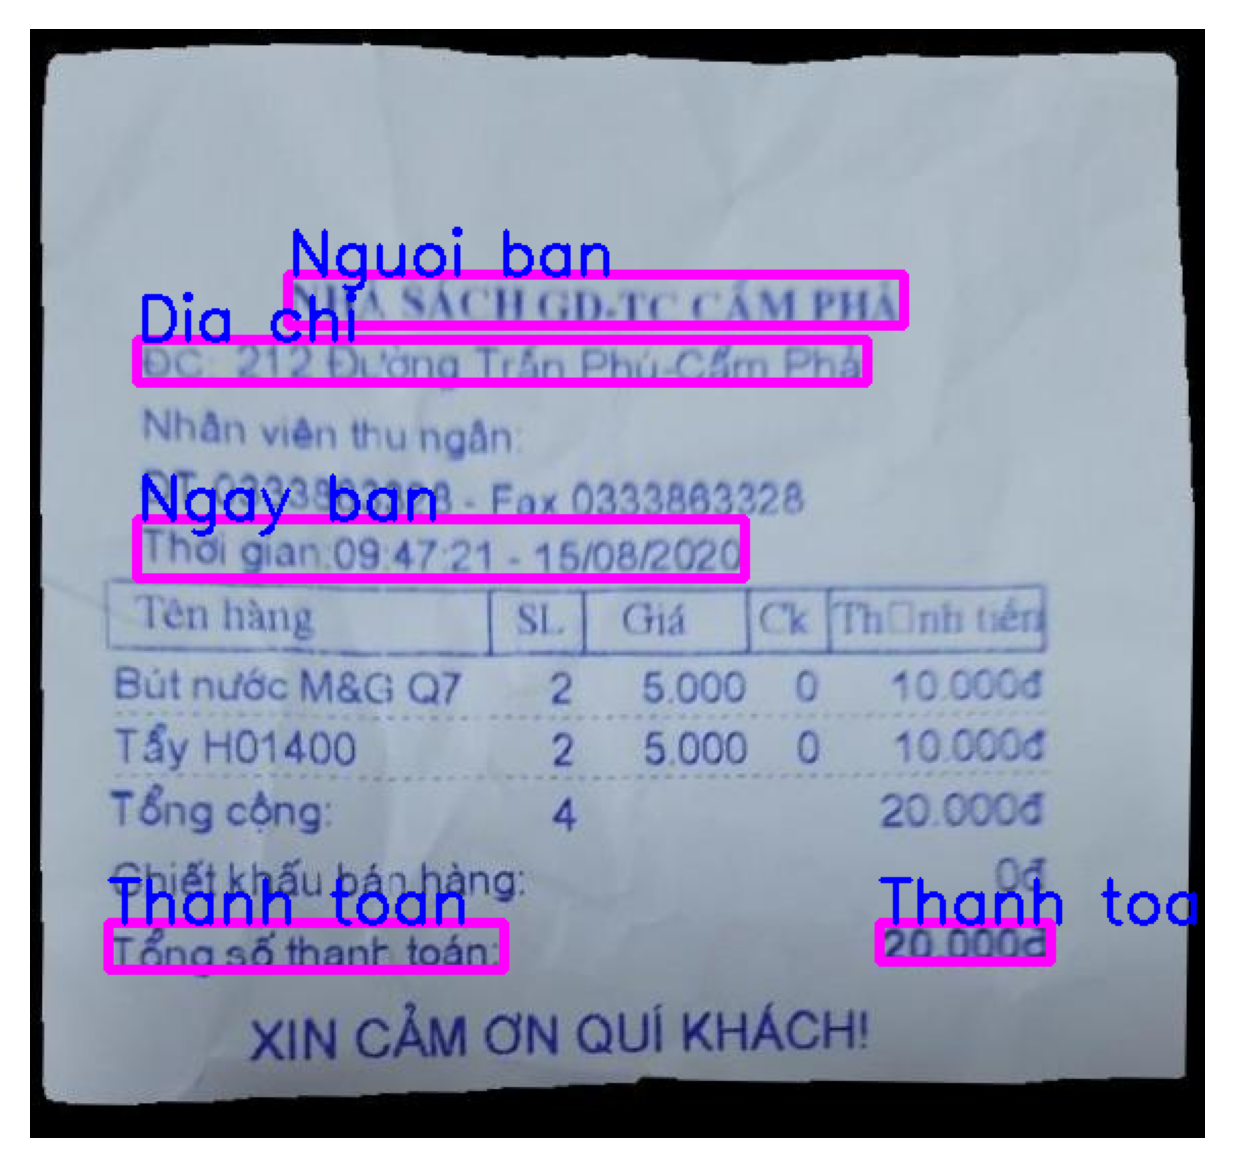 Nguoi ban
NHÀ SÁCH GD-TC CẨM PHẢ
Dia chi
ĐC: 212 Đường Trần Phú-Cẩm Phả
Nhân viên thu ngân:
- Fax 0333863328
Ngay ban
Thời gian:09:47:21 - 15/08/2020
Tên hàng SL Giá Ck Th□nh tiền
Bút nước M&G Q7 2 5.000 0 10.000đ
Tẩy H01400 2 5.000 0 10.000đ
Tổng cộng: 4 20.000đ
Chiết khấu bán hàng: 0đ
Thanh toan Thanh toa
Tổng số thanh toán: 20.000đ
XIN CẢM ƠN QUÍ KHÁCH!